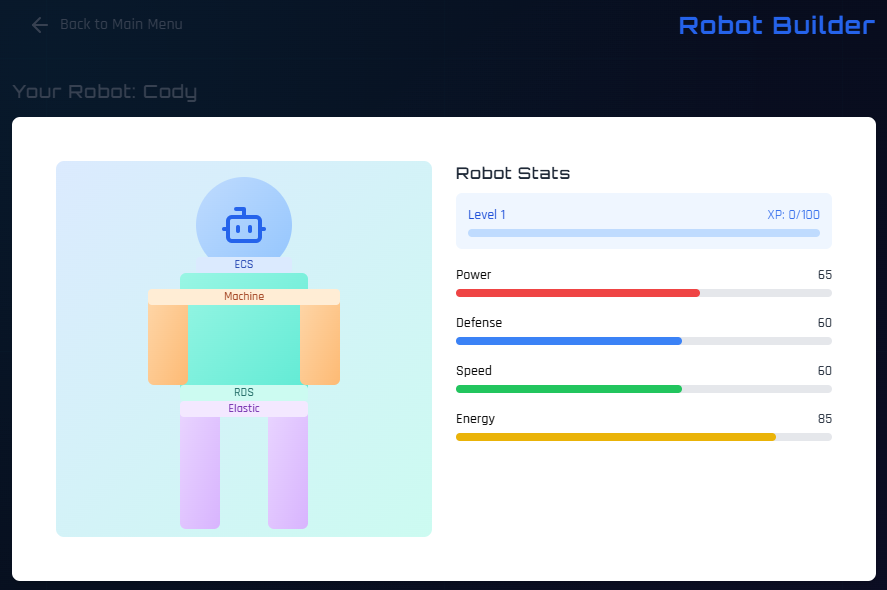 Back to Main Menu
Robot Builder
Your Robot: Cody
ECS
Machine
RDS
Elastic
Robot Stats
Level 1
XP: 0/100
Power
65
Defense
60
Speed
60
Energy
85